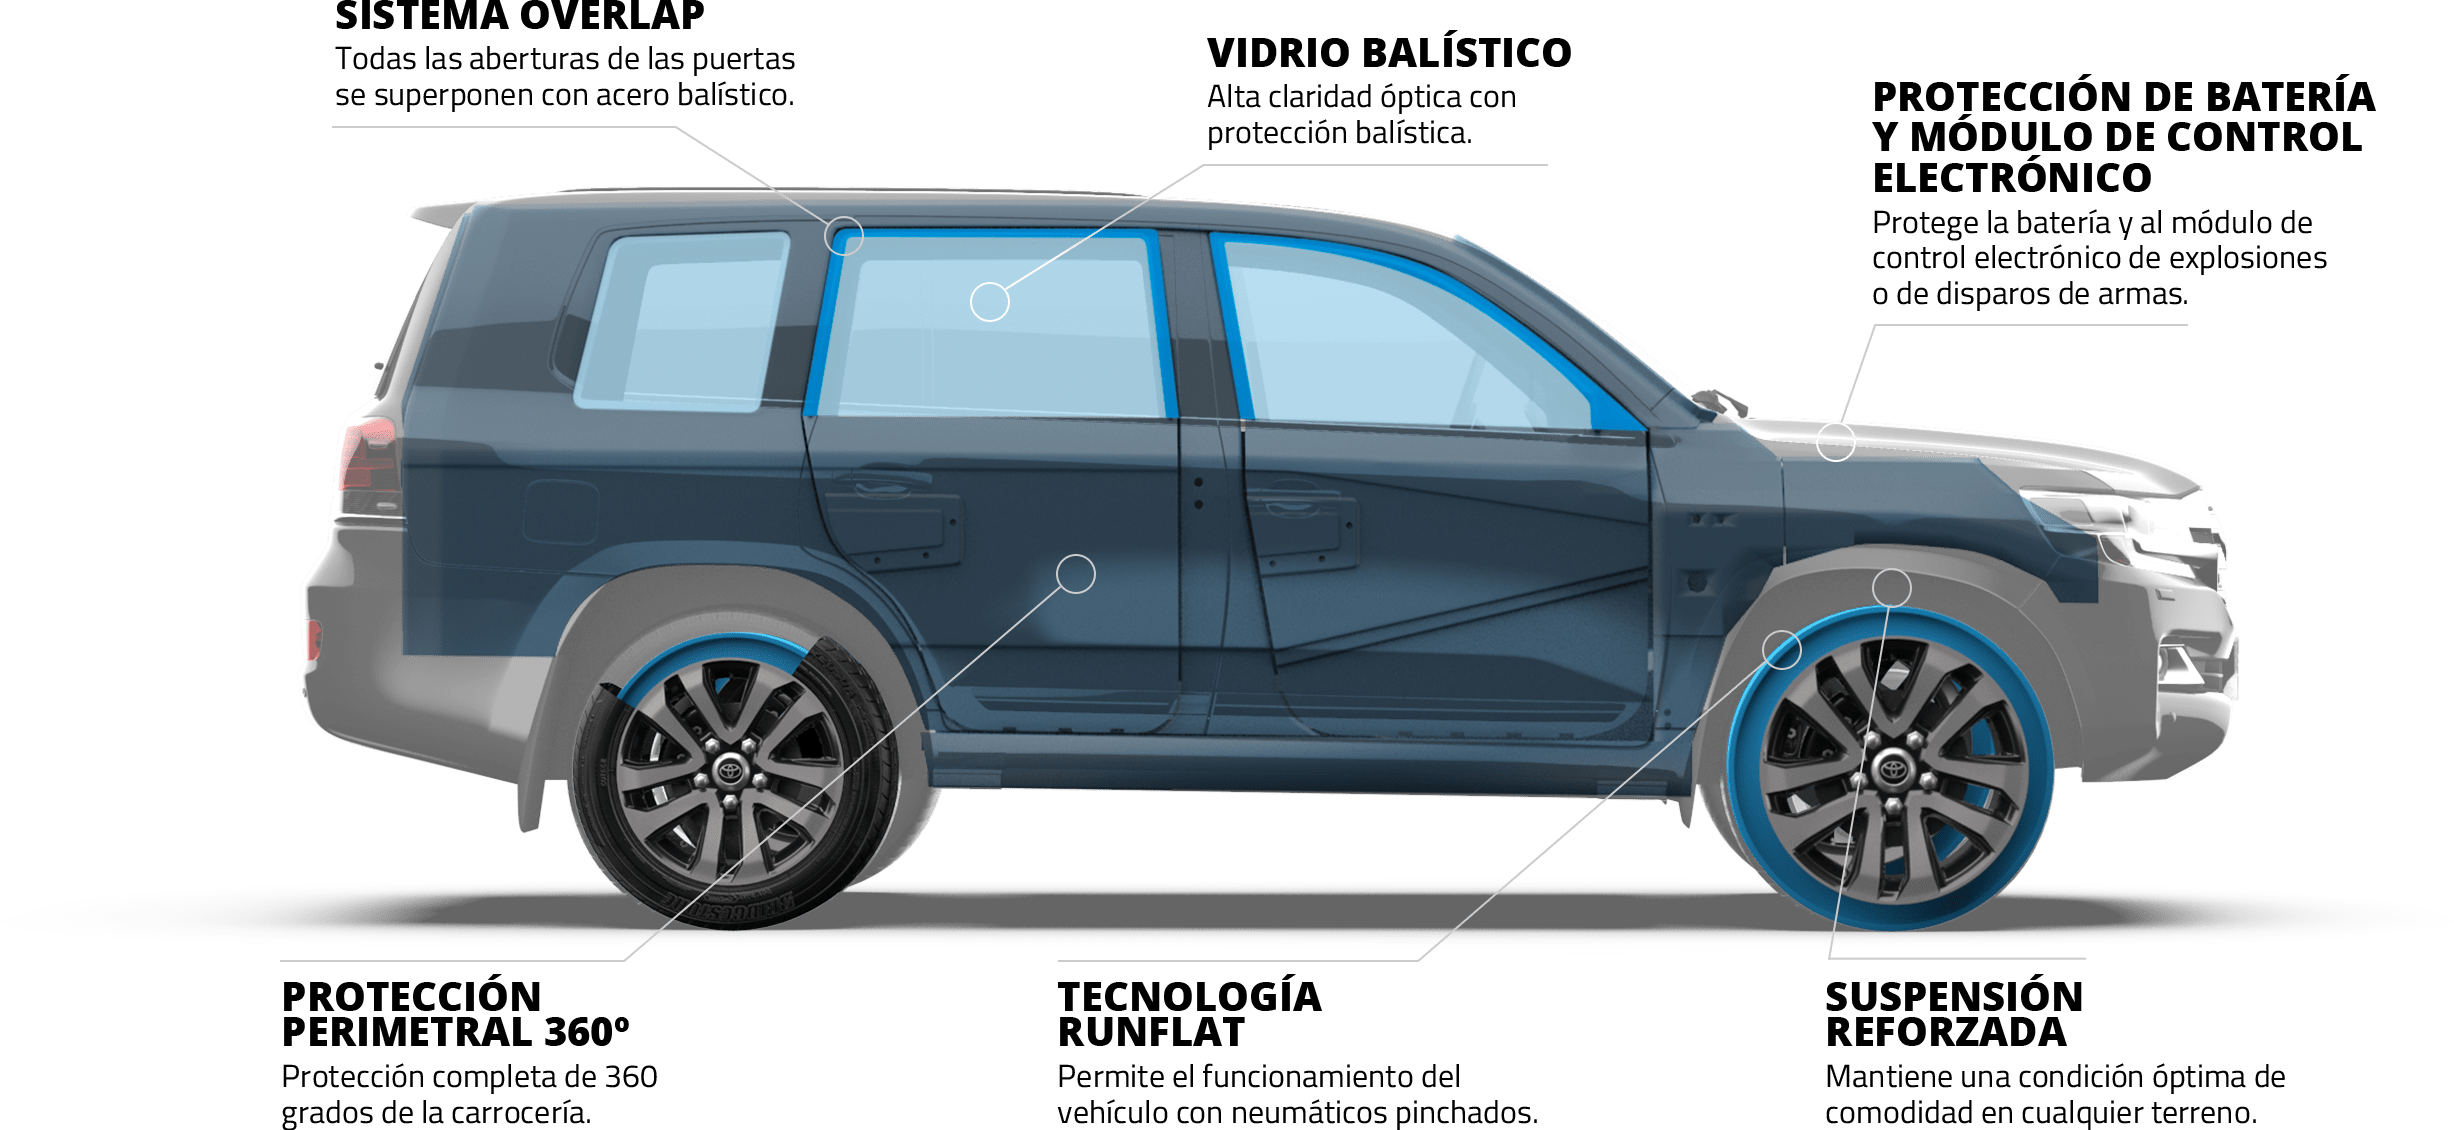 SISTEMA OVERLAP
Todas las aberturas de las puertas
se superponen con acero balístico.
VIDRIO BALÍSTICO
Alta claridad óptica con
protección balística.
PROTECCIÓN DE BATERÍA
Y MÓDULO DE CONTROL
ELECTRÓNICO
Protege la batería y al módulo de
control electrónico de explosiones
o de disparos de armas.
BRIDGESTONE
PROTECCIÓN
PERIMETRAL 360º
Protección completa de 360
grados de la carrocería.
TECNOLOGÍA
RUNFLAT
Permite el funcionamiento del
vehículo con neumáticos pinchados.
SUSPENSIÓN
REFORZADA
Mantiene una condición óptima de
comodidad en cualquier terreno.